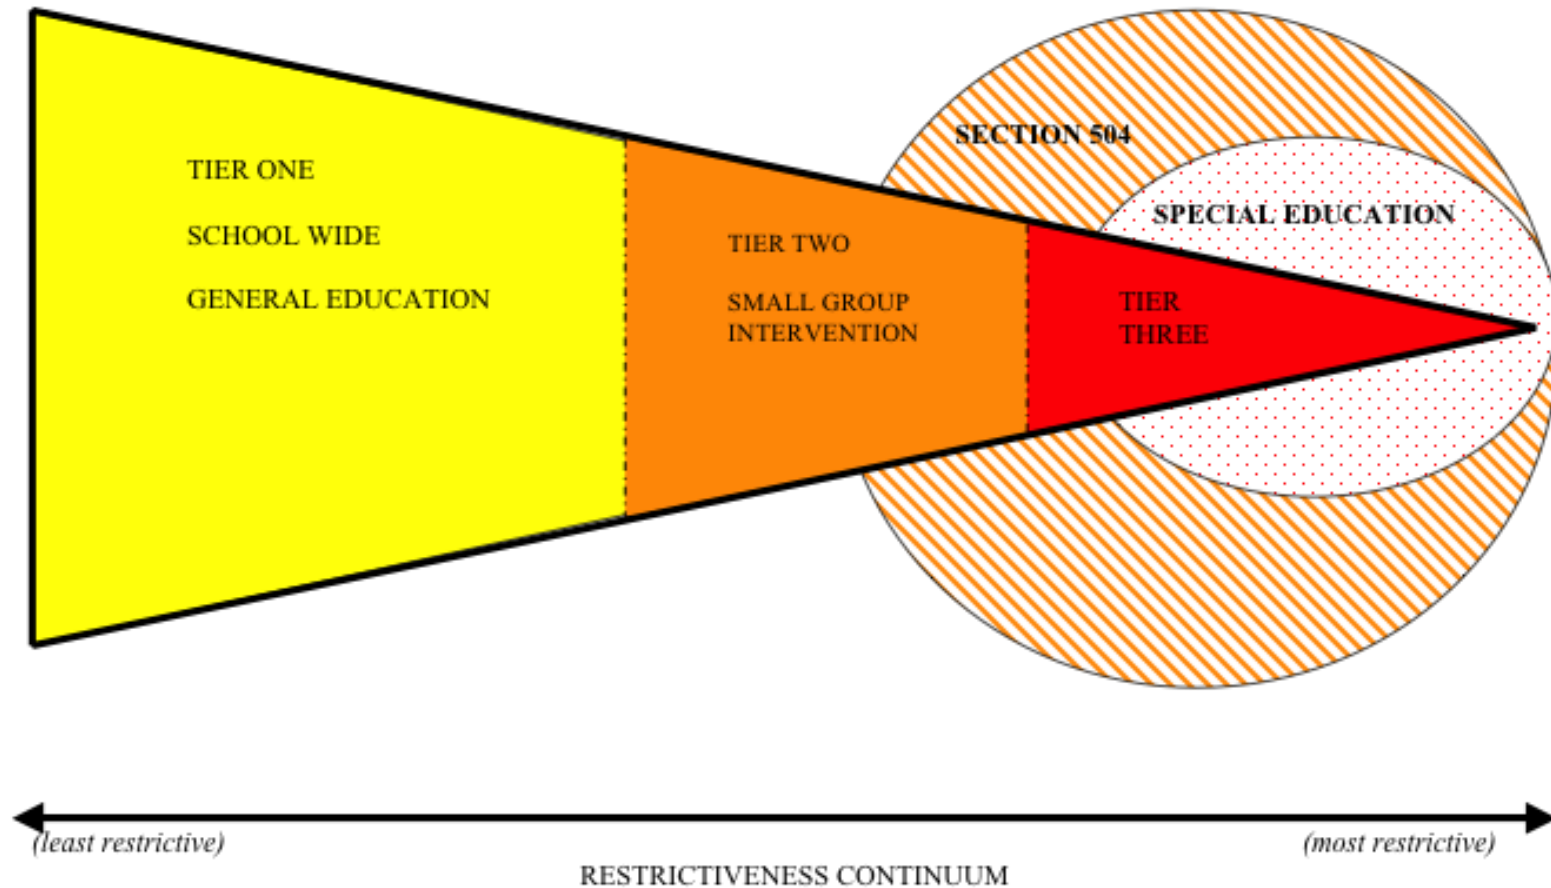 TIER ONE
SCHOOL WIDE
GENERAL EDUCATION
TIER TWO
SMALL GROUP
INTERVENTION
SECTION 504
SPECIAL EDUCATION
TIER
THREE
(least restrictive)
(most restrictive)
RESTRICTIVENESS CONTINUUM